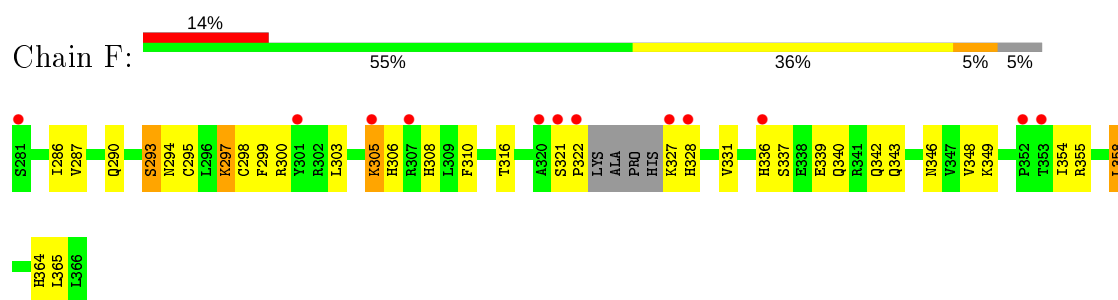 14%
Chain F:
55% 36% 5% 5%
S281 I286 V287 Q290 S293 N294 C295 L296 K297 C298 F299 R300 Y301 R302 L303 K305 H306 R307 H308 L309 F310 T316 A320 S321 P322 LYS ALA PRO HIS K327 H328 V331 H336 S337 E338 E339 Q340 R341 Q342 Q343 N346 V347 V348 K349 P352 T353 I354 R355
H364 L365 L366